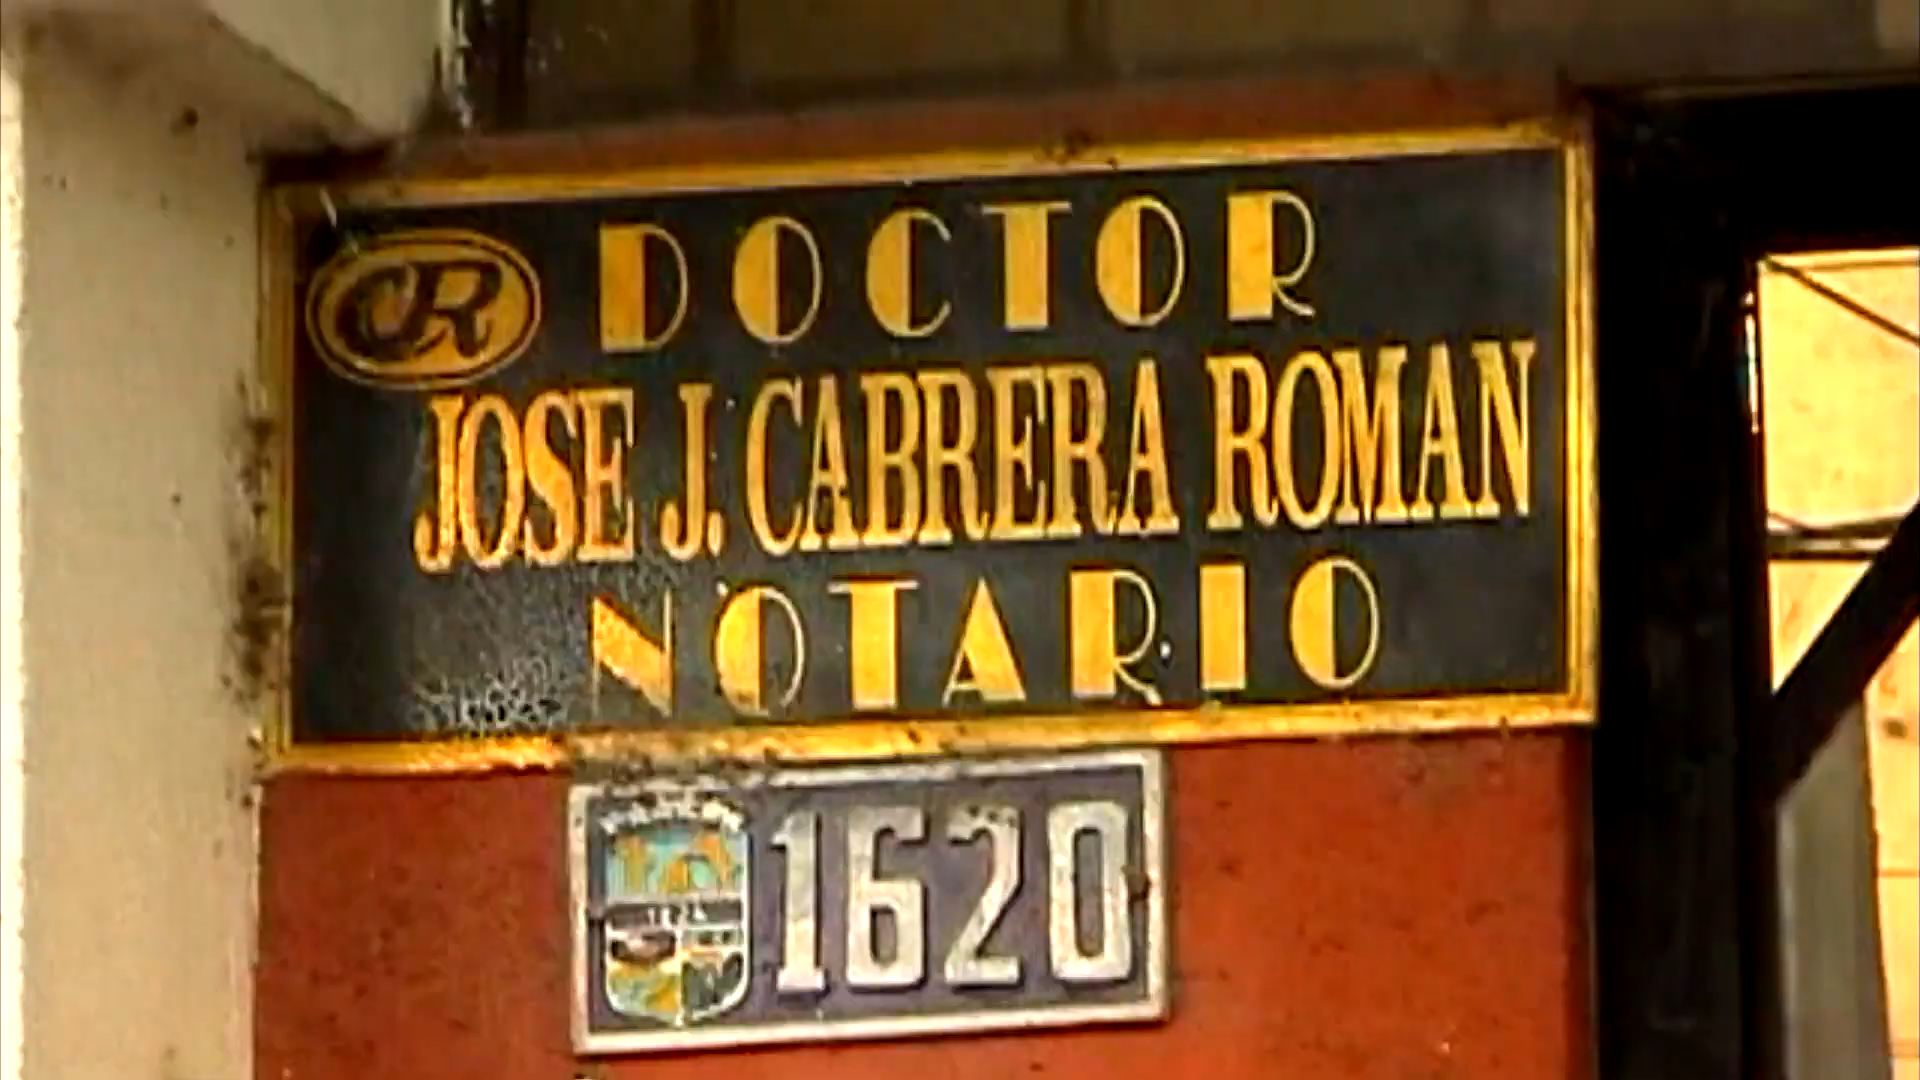 CR
DOCTOR
JOSE J. CABRERA ROMAN
NOTARIO
1620